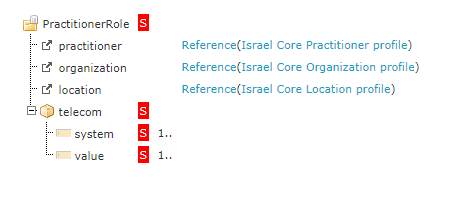 PractitionerRole S
practitioner Reference(Israel Core Practitioner profile)
organization Reference(Israel Core Organization profile)
location Reference(Israel Core Location profile)
telecom S
system S 1..
value S 1..